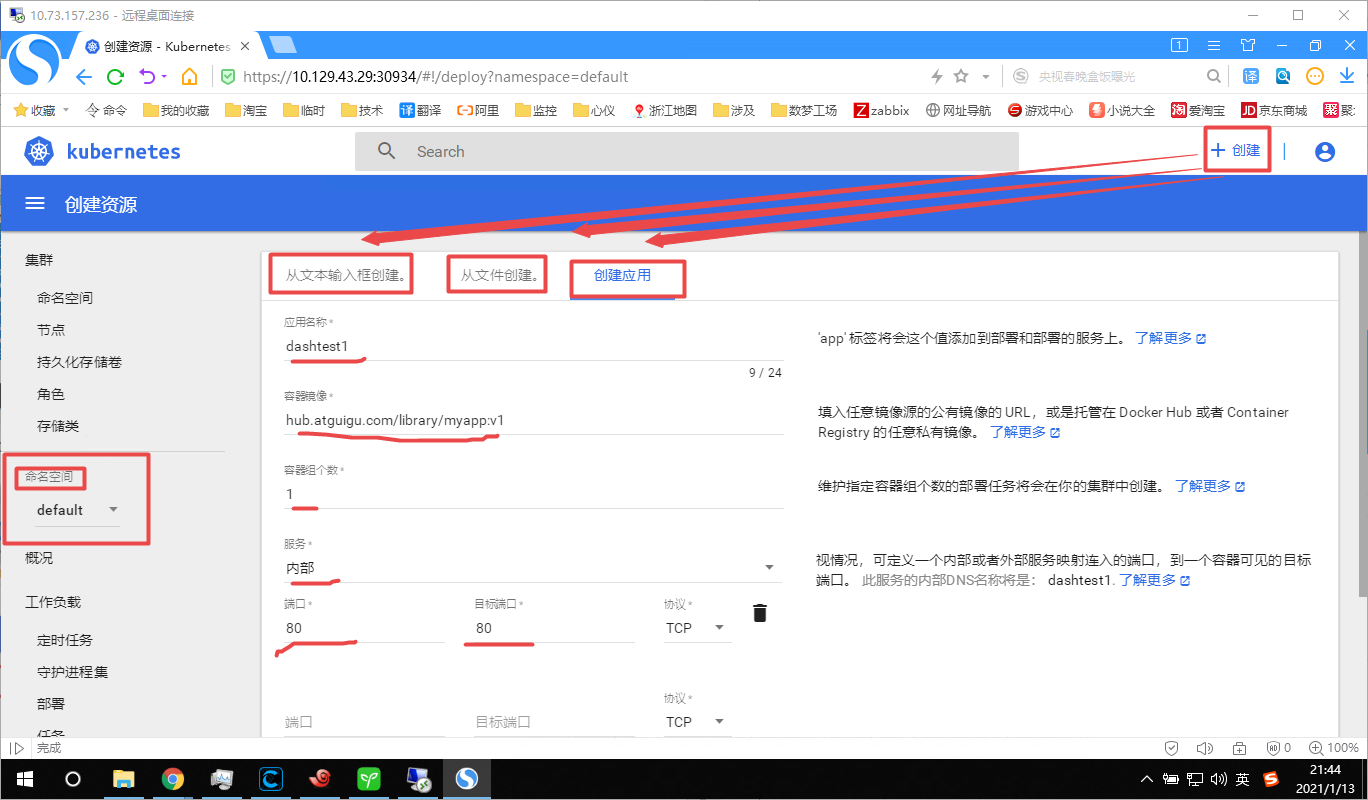 10.73.157.236 - 远程桌面连接
创建资源 - Kubernetes
1
https://10.129.43.29:30934/#!/deploy?namespace=default
央视春晚盒饭曝光
译
收藏 命令 我的收藏 淘宝 临时 技术 译 翻译 阿里 监控 心仪 浙江地图 涉及 数梦工场 Z zabbix 网址导航 游戏中心 小说大全 淘 爱淘宝 JD 京东商城 聚 聚:
kubernetes
Search
+ 创建
创建资源
集群
命名空间
节点
持久化存储卷
角色
存储类
命名空间
default
概况
工作负载
定时任务
守护进程集
部署
任务
从文本输入框创建。 从文件创建。 创建应用
应用名称*
dashtest1
9 / 24
'app' 标签将会这个值添加到部署和部署的服务上。 了解更多
容器镜像*
hub.atguigu.com/library/myapp:v1
填入任意镜像源的公有镜像的 URL，或是托管在 Docker Hub 或者 Container
Registry 的任意私有镜像。 了解更多
容器组个数*
1
维护指定容器组个数的部署任务将会在你的集群中创建。 了解更多
服务*
内部
视情况，可定义一个内部或者外部服务映射连入的端口，到一个容器可见的目标
端口。 此服务的内部DNS名称将是： dashtest1. 了解更多
端口* 目标端口* 协议*
80 80 TCP
协议*
端口 目标端口 TCP
完成
0
100%
英
21:44
2021/1/13